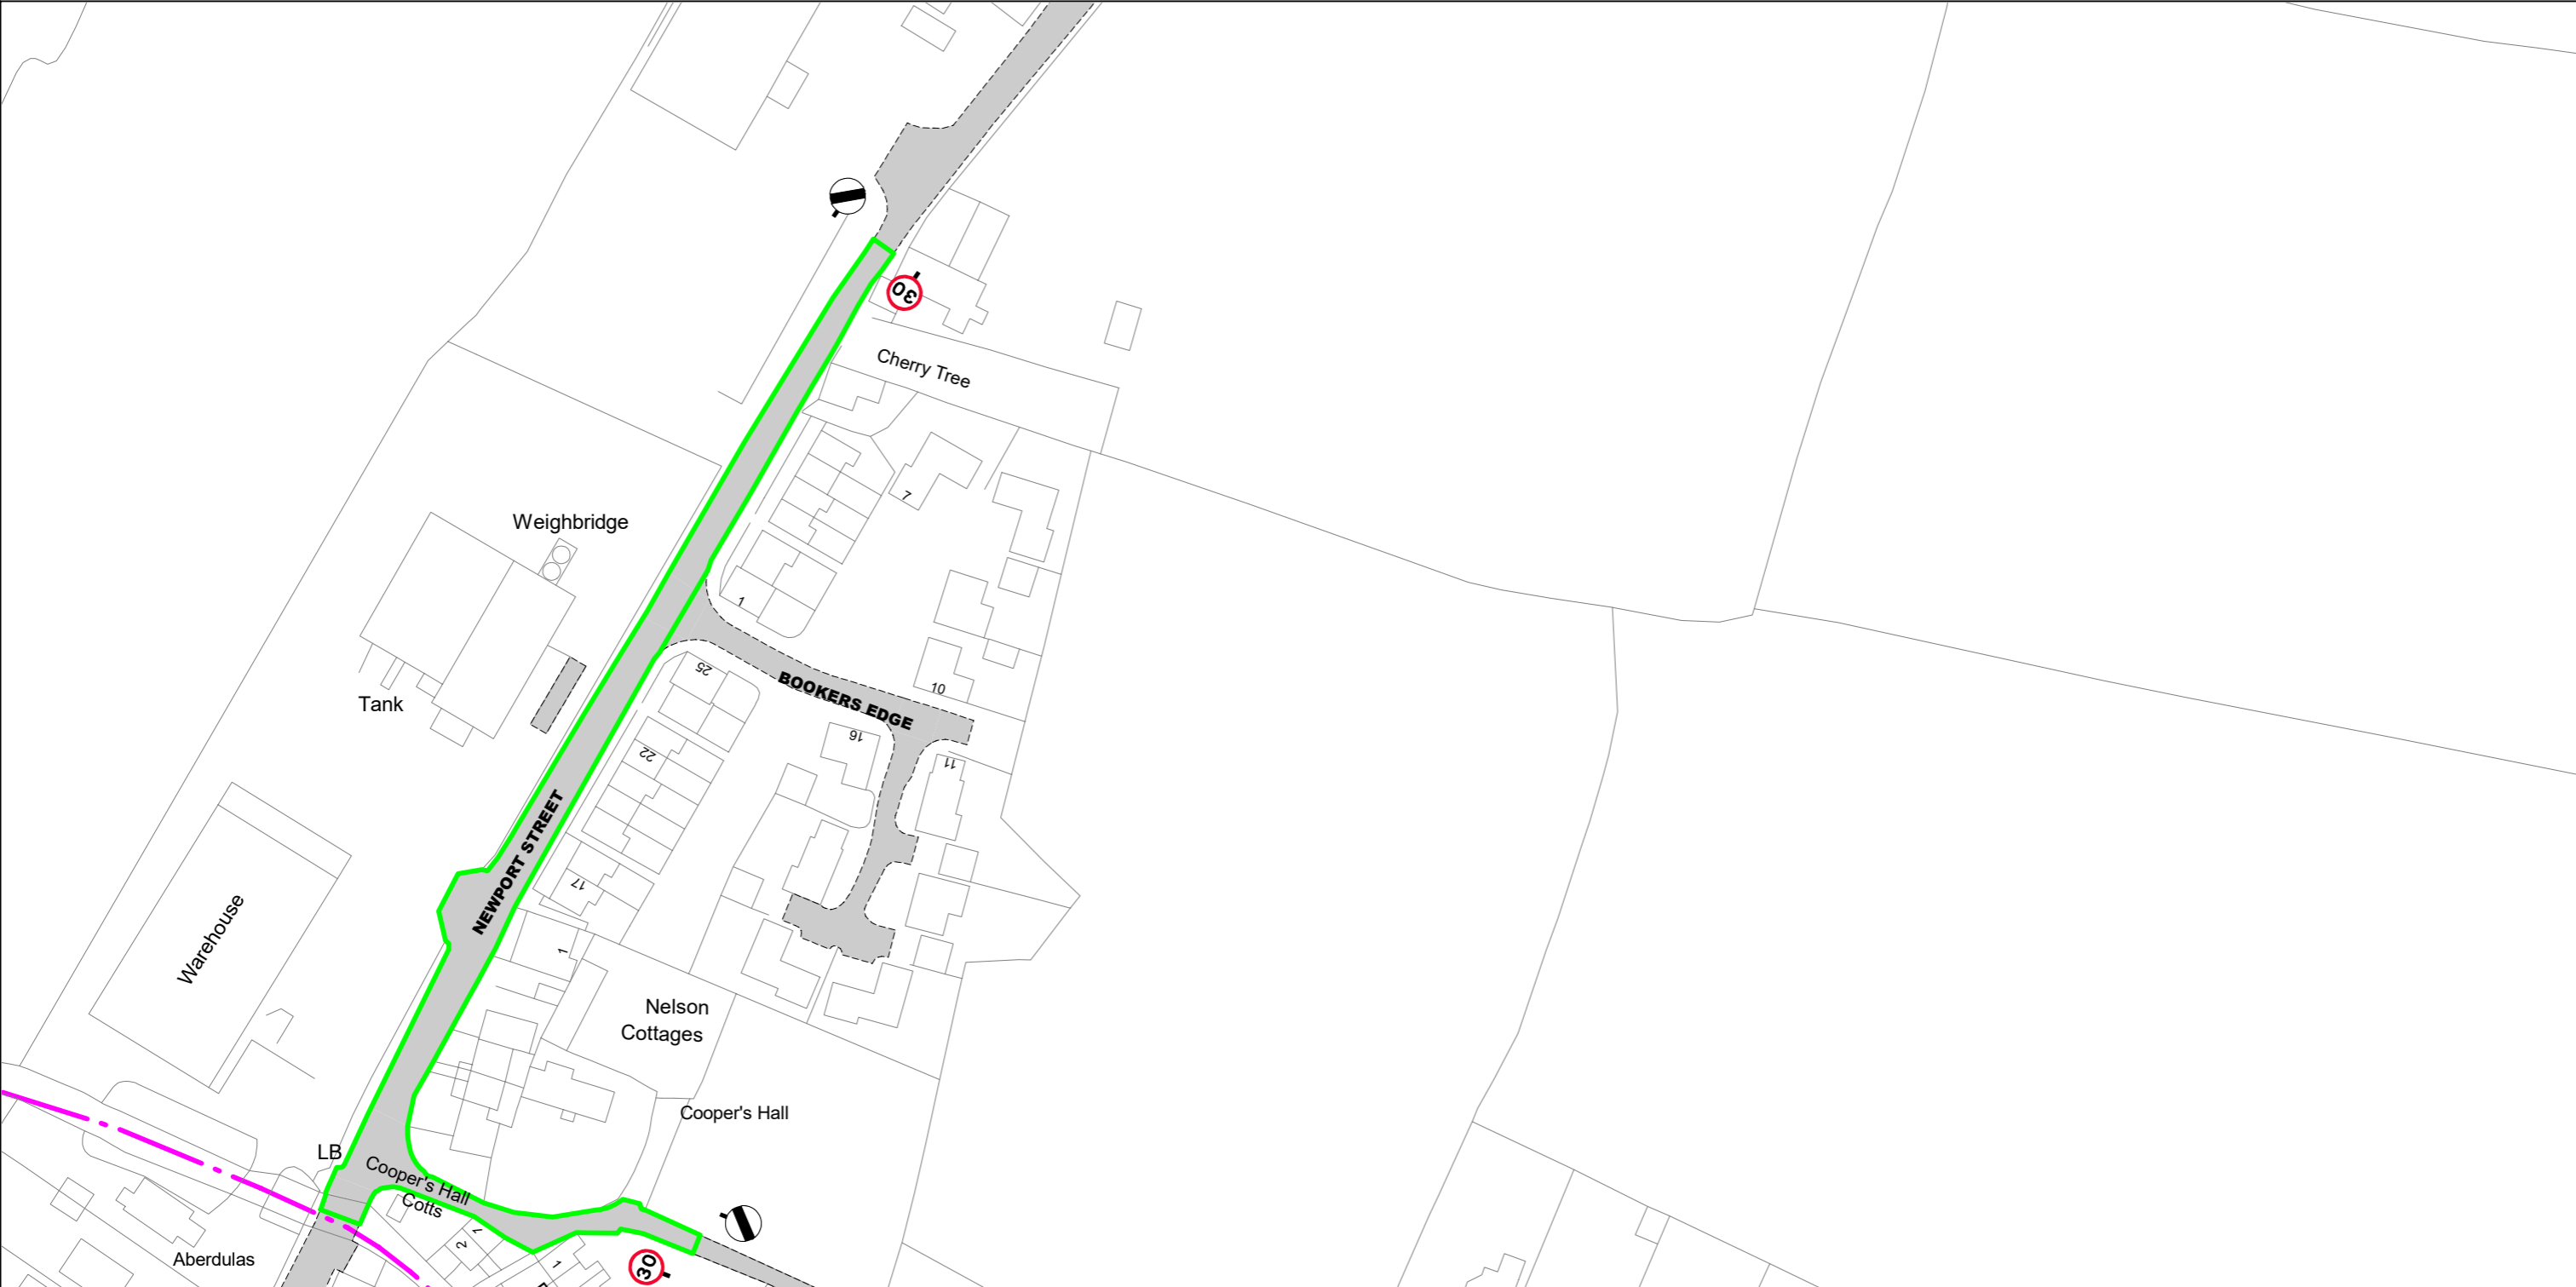 30
Cherry Tree
7
Weighbridge
1
25
BOOKERS EDGE
10
Tank
16
22
11
NEWPORT STREET
17
Warehouse
1
Nelson
Cottages
Cooper's Hall
LB
Cooper's Hall
Cotts
7
2
Aberdulas
1
30